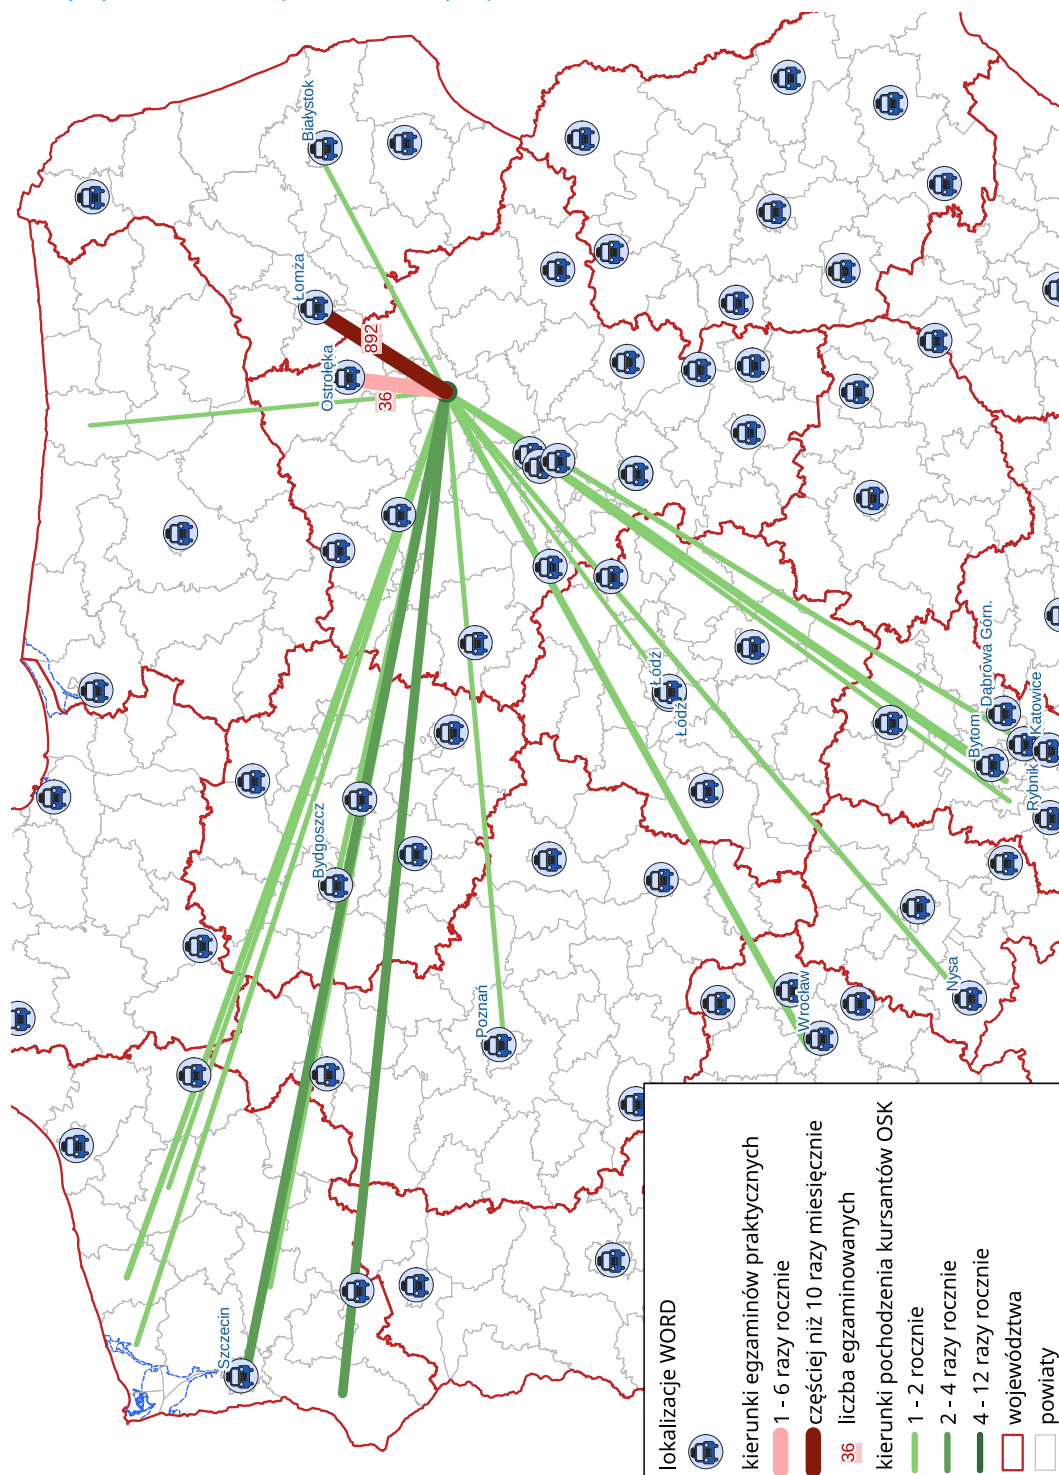 Białystok
Łomża
892
Ostrołęka
36
Łódź
Łódź
Dąbrowa Górn.
Katowice
Bytom
Rybnik
Bydgoszcz
Poznań
Wrocław
Nysa
Szczecin
lokalizacje WORD
kierunki egzaminów praktycznych
1 - 6 razy rocznie
częściej niż 10 razy miesięcznie
36 liczba egzaminowanych
kierunki pochodzenia kursantów OSK
1 - 2 rocznie
2 - 4 razy rocznie
4 - 12 razy rocznie
województwa
powiaty